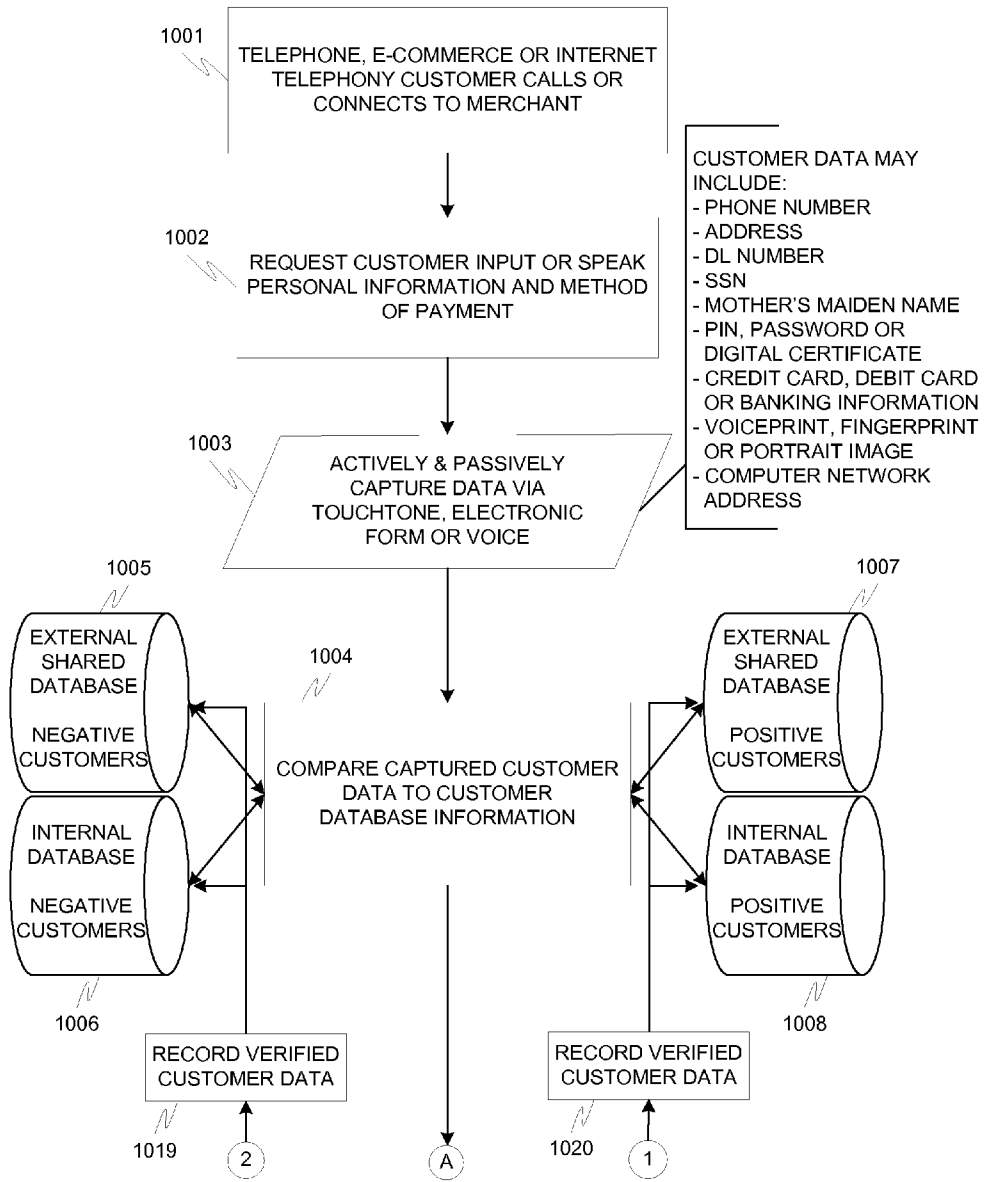 1001
TELEPHONE, E-COMMERCE OR INTERNET
TELEPHONY CUSTOMER CALLS OR
CONNECTS TO MERCHANT
1002
REQUEST CUSTOMER INPUT OR SPEAK
PERSONAL INFORMATION AND METHOD
OF PAYMENT
CUSTOMER DATA MAY
INCLUDE:
- PHONE NUMBER
- ADDRESS
- DL NUMBER
- SSN
- MOTHER'S MAIDEN NAME
- PIN, PASSWORD OR
DIGITAL CERTIFICATE
- CREDIT CARD, DEBIT CARD
OR BANKING INFORMATION
- VOICEPRINT, FINGERPRINT
OR PORTRAIT IMAGE
- COMPUTER NETWORK
ADDRESS
1003
ACTIVELY & PASSIVELY
CAPTURE DATA VIA
TOUCHTONE, ELECTRONIC
FORM OR VOICE
1005
EXTERNAL
SHARED
DATABASE
NEGATIVE
CUSTOMERS
1004
COMPARE CAPTURED CUSTOMER
DATA TO CUSTOMER
DATABASE INFORMATION
1007
EXTERNAL
SHARED
DATABASE
POSITIVE
CUSTOMERS
INTERNAL
DATABASE
NEGATIVE
CUSTOMERS
1006
INTERNAL
DATABASE
POSITIVE
CUSTOMERS
1008
RECORD VERIFIED
CUSTOMER DATA
1019
2
A
RECORD VERIFIED
CUSTOMER DATA
1020
1